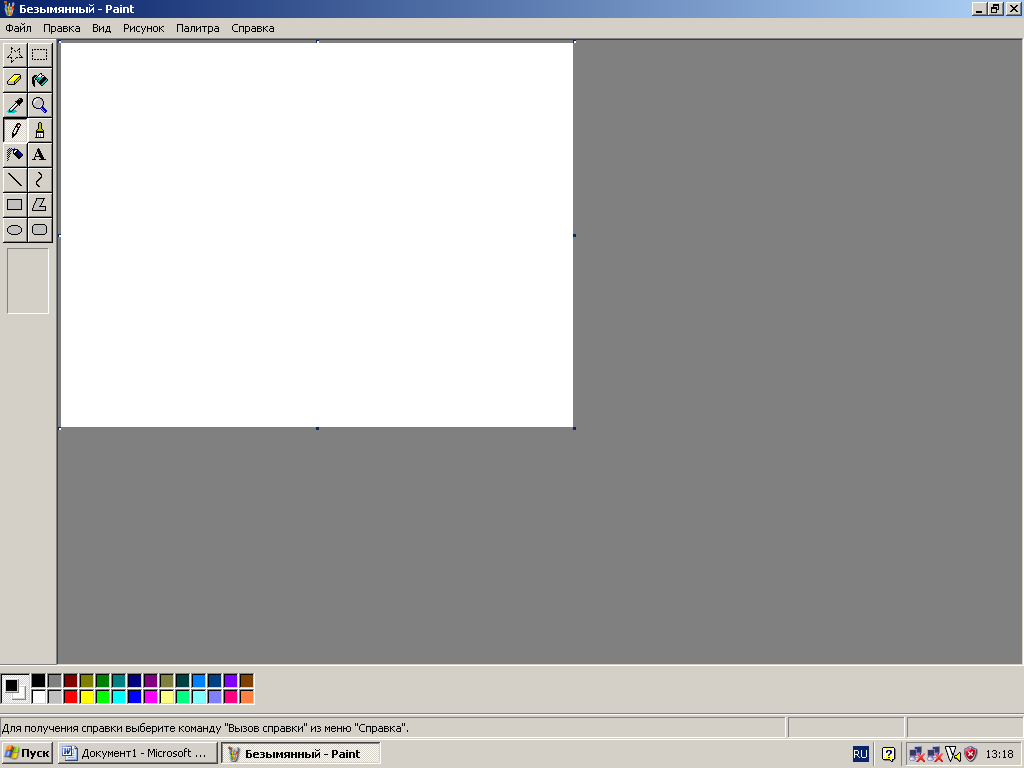 Безымянный - Paint
Файл Правка Вид Рисунок Палитра Справка
A
Для получения справки выберите команду "Вызов справки" из меню "Справка".
Пуск Документ1 - Microsoft ... Безымянный - Paint RU 13:18